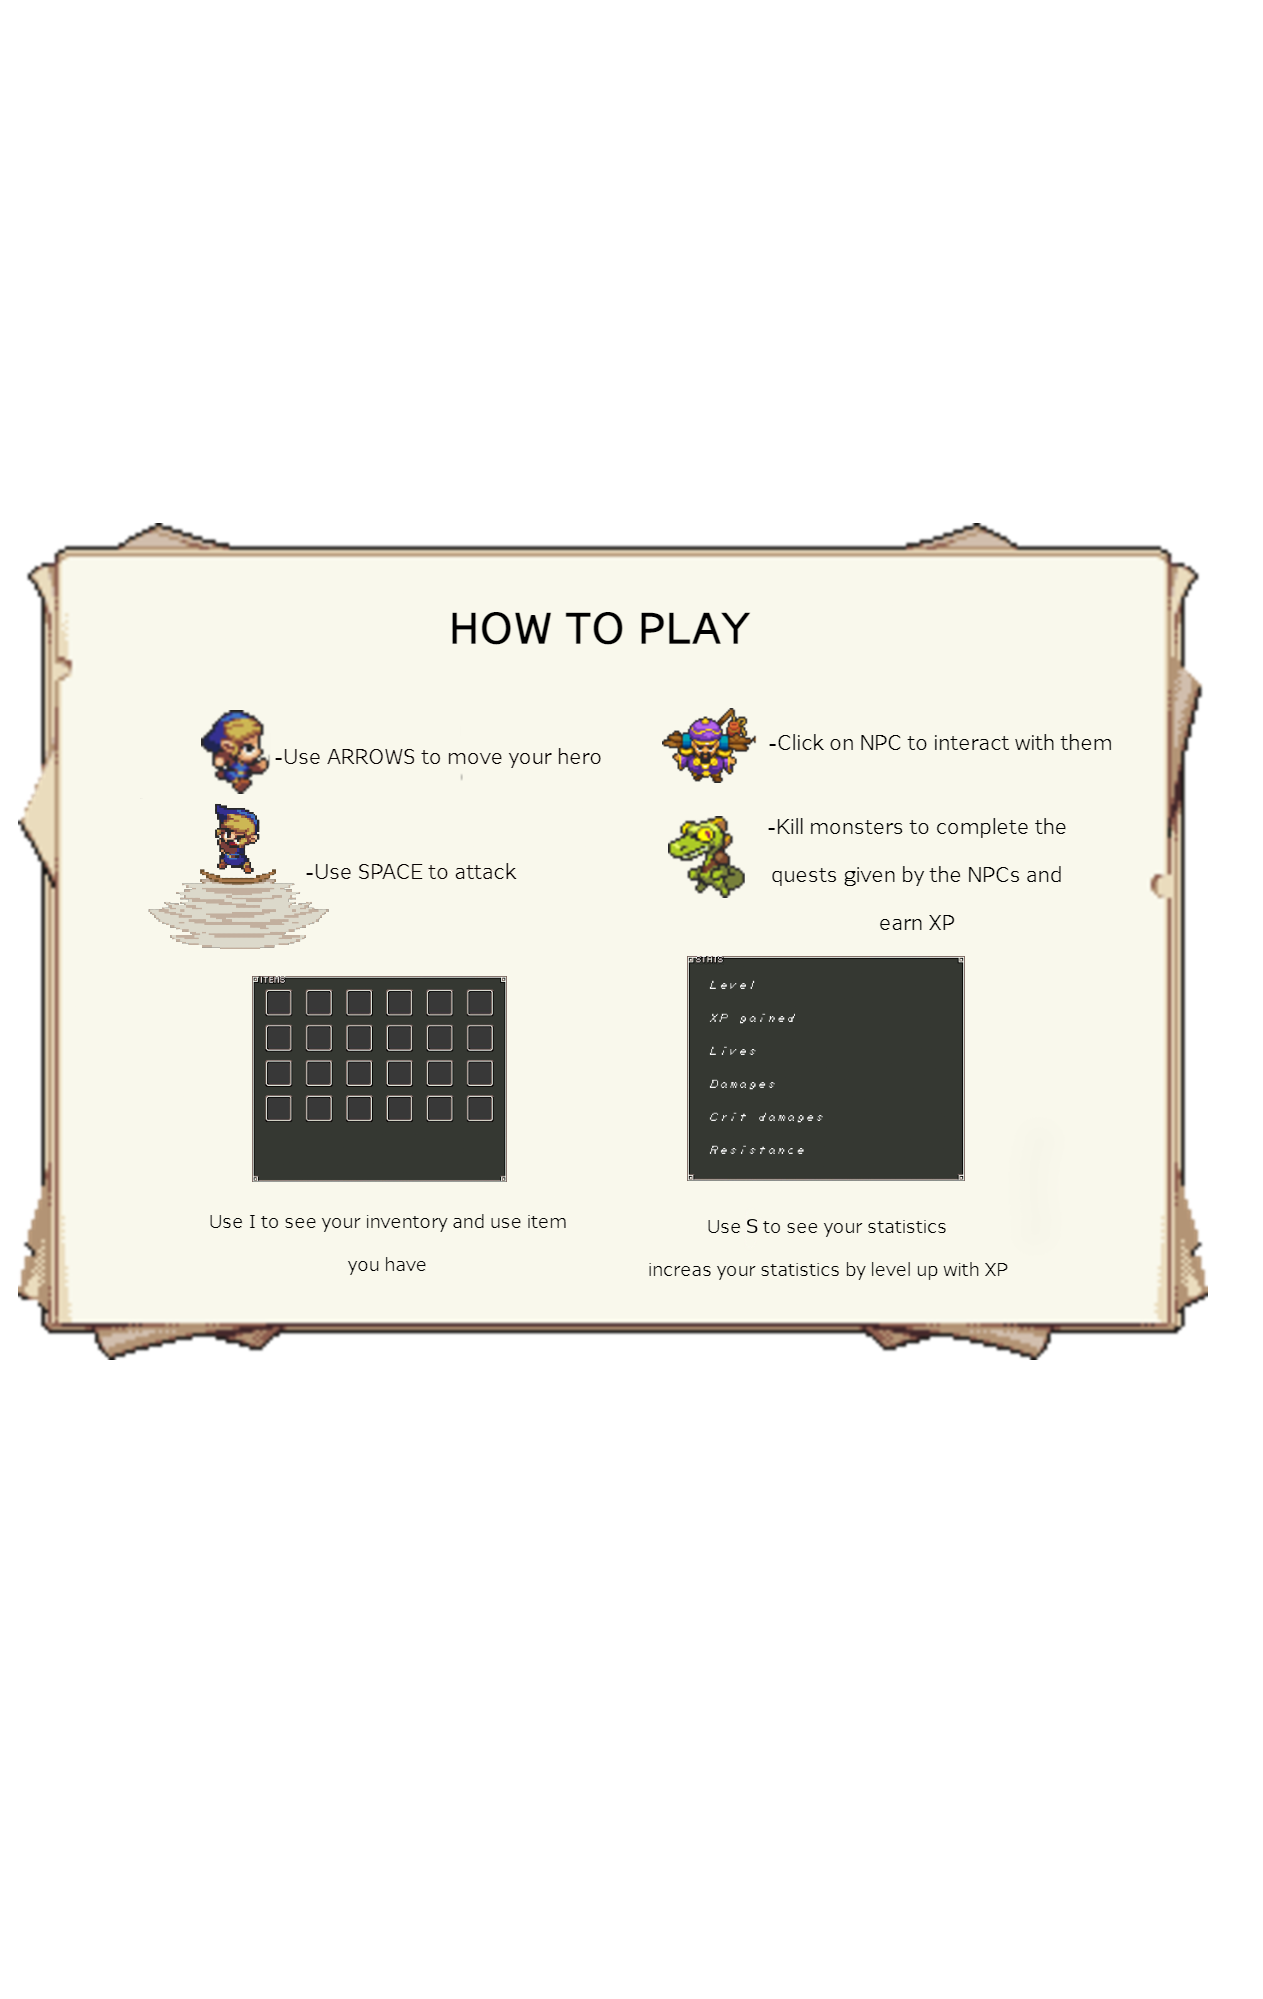 HOW TO PLAY
-Use ARROWS to move your hero
-Use SPACE to attack
-Click on NPC to interact with them
-Kill monsters to complete the
quests given by the NPCs and
earn XP
ITEMS
Use I to see your inventory and use item
you have
STATS
Level
XP gained
Lives
Damages
Crit damages
Resistance
Use S to see your statistics
increas your statistics by level up with XP